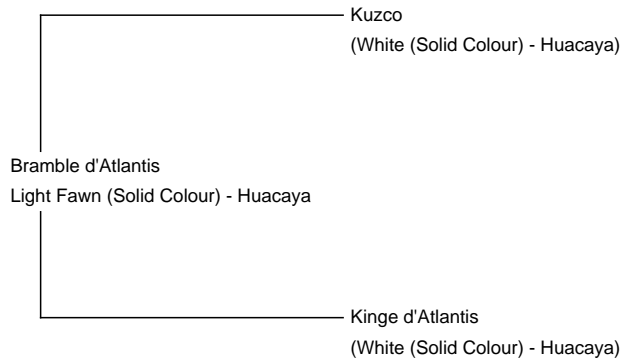 Kuzco
(White (Solid Colour) - Huacaya)
Bramble d'Atlantis
Light Fawn (Solid Colour) - Huacaya
Kinge d'Atlantis
(White (Solid Colour) - Huacaya)